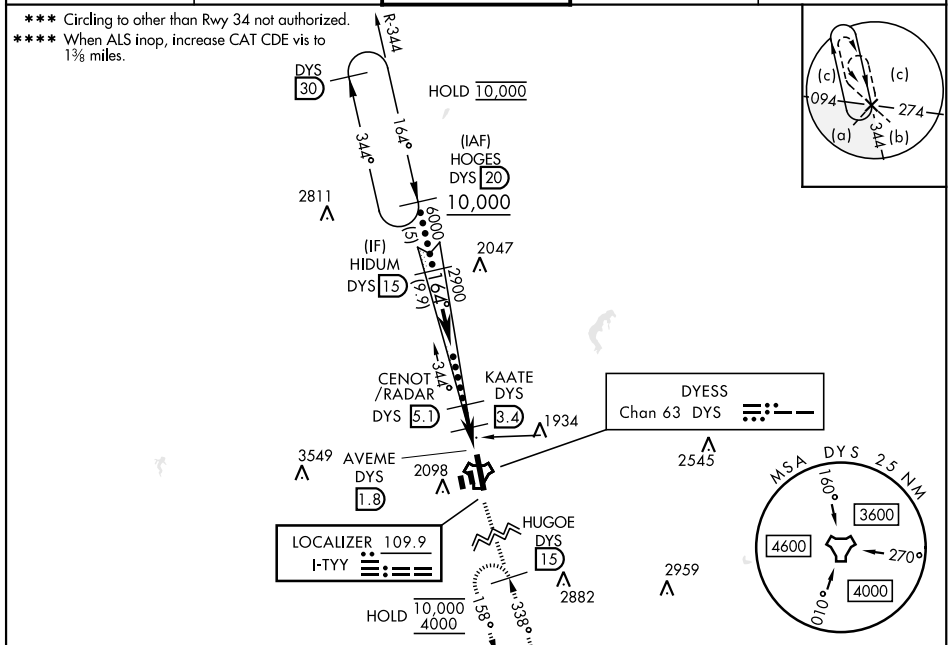 *** Circling to other than Rwy 34 not authorized.
**** When ALS inop, increase CAT CDE vis to
1⅜ miles.
R-344
DYS
30
HOLD 10,000
344°
164°
(IAF)
HOGES
DYS 20
10,000
2811
6000
(5)
(IF)
HIDUM
DYS 15
2047
2900
(9.9)
164°
344°
CENOT
/RADAR
DYS 5.1
KAATE
DYS
3.4
1934
DYESS
Chan 63 DYS
2545
3549
AVEME
DYS
1.8
2098
LOCALIZER 109.9
I-TYY
HUGOE
DYS
15
2882
2959
HOLD 10,000
4000
158°
338°
(c)
(c)
094
274
(a)
(b)
344
MSA DYS 25 NM
160°
3600
4600
270°
4000
010°